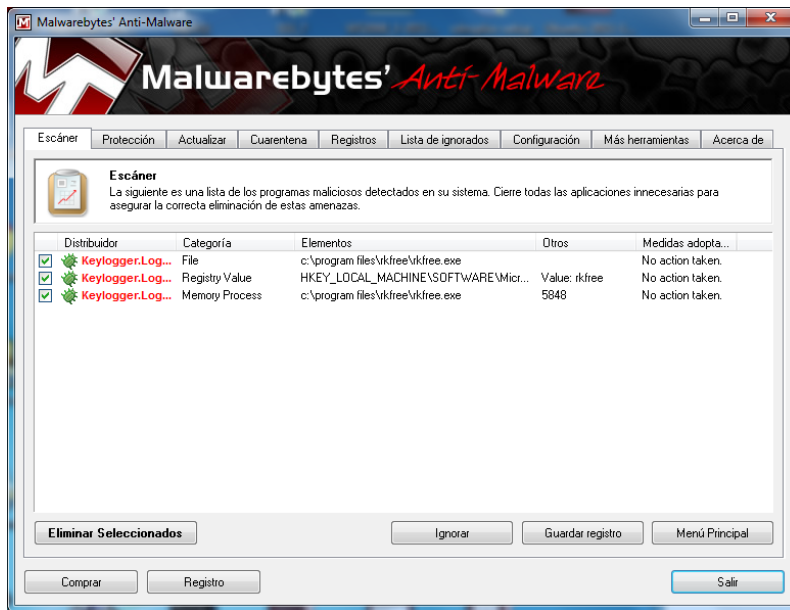 Malwarebytes' Anti-Malware
Malwarebytes' Anti-Malware
Escáner Protección Actualizar Cuarentena Registros Lista de ignorados Configuración Más herramientas Acerca de
Escáner
La siguiente es una lista de los programas maliciosos detectados en su sistema. Cierre todas las aplicaciones innecesarias para
asegurar la correcta eliminación de estas amenazas.
Distribuidor Categoría Elementos Otros Medidas adopta...
Keylogger.Log... File c:\program files\rkfree\rkfree.exe No action taken.
Keylogger.Log... Registry Value HKEY_LOCAL_MACHINE\SOFTWARE\Micr... Value: rkfree No action taken.
Keylogger.Log... Memory Process c:\program files\rkfree\rkfree.exe 5848 No action taken.
Eliminar Seleccionados Ignorar Guardar registro Menú Principal
Comprar Registro Salir